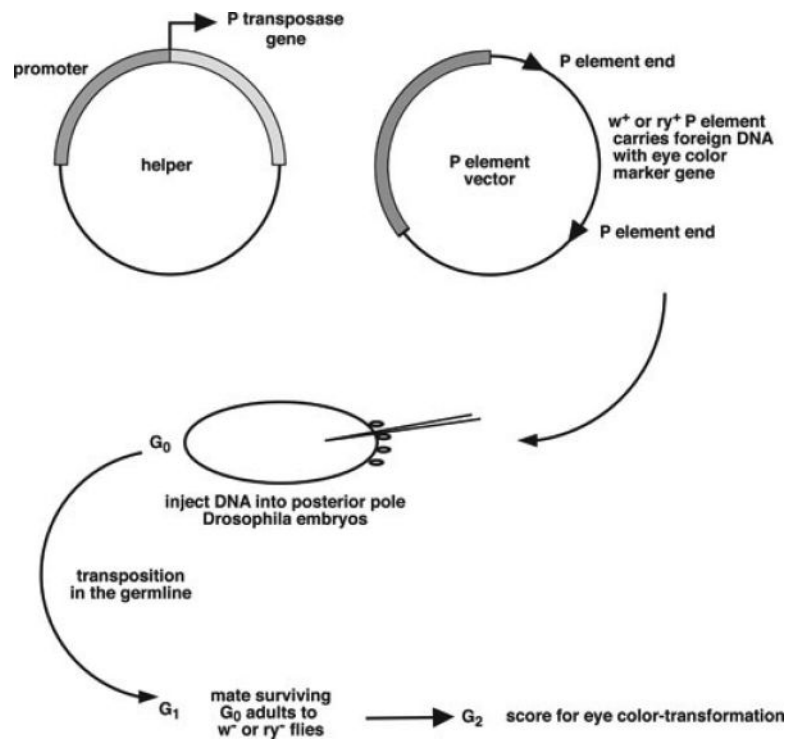 P transposase
gene
promoter
helper
P element end
w+ or ry+ P element
carries foreign DNA
with eye color
marker gene
P element
vector
P element end
G0
inject DNA into posterior pole
Drosophila embryos
transposition
in the germline
G1
mate surviving
G0 adults to
w- or ry- flies
G2
score for eye color-transformation